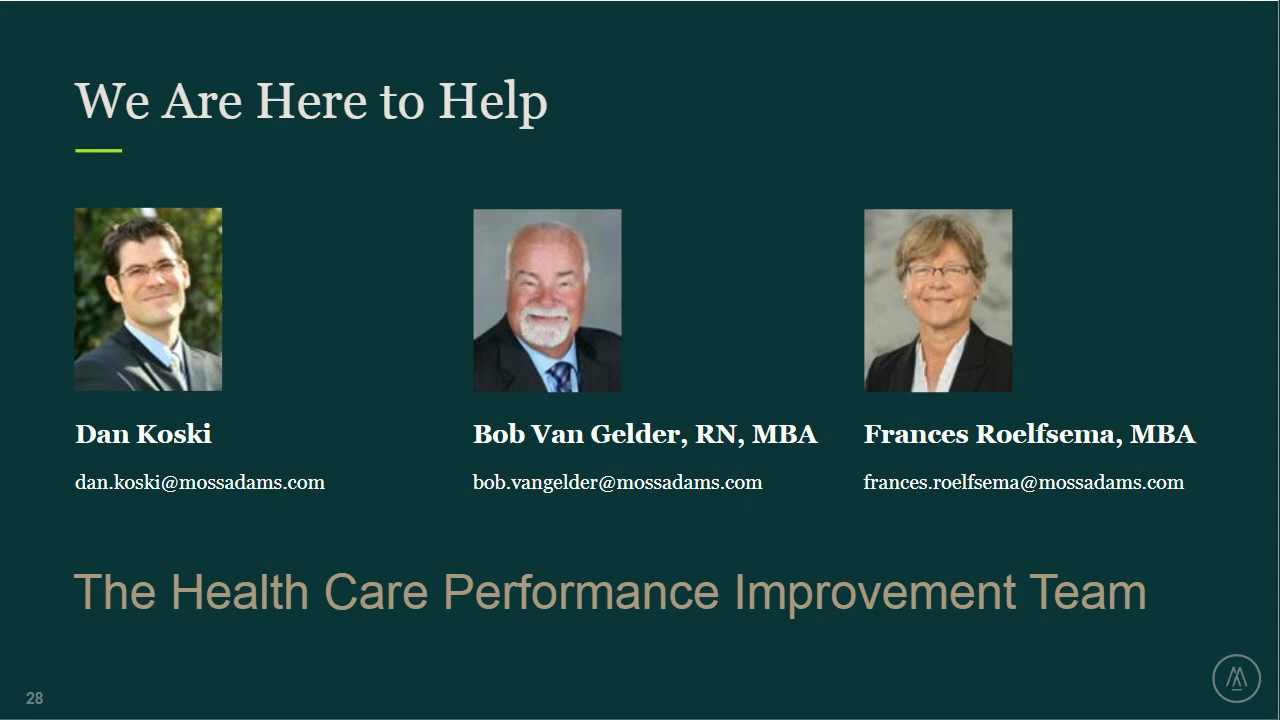 We Are Here to Help
Dan Koski
dan.koski@mossadams.com
Bob Van Gelder, RN, MBA
bob.vangelder@mossadams.com
Frances Roelfsema, MBA
frances.roelfsema@mossadams.com
The Health Care Performance Improvement Team
28